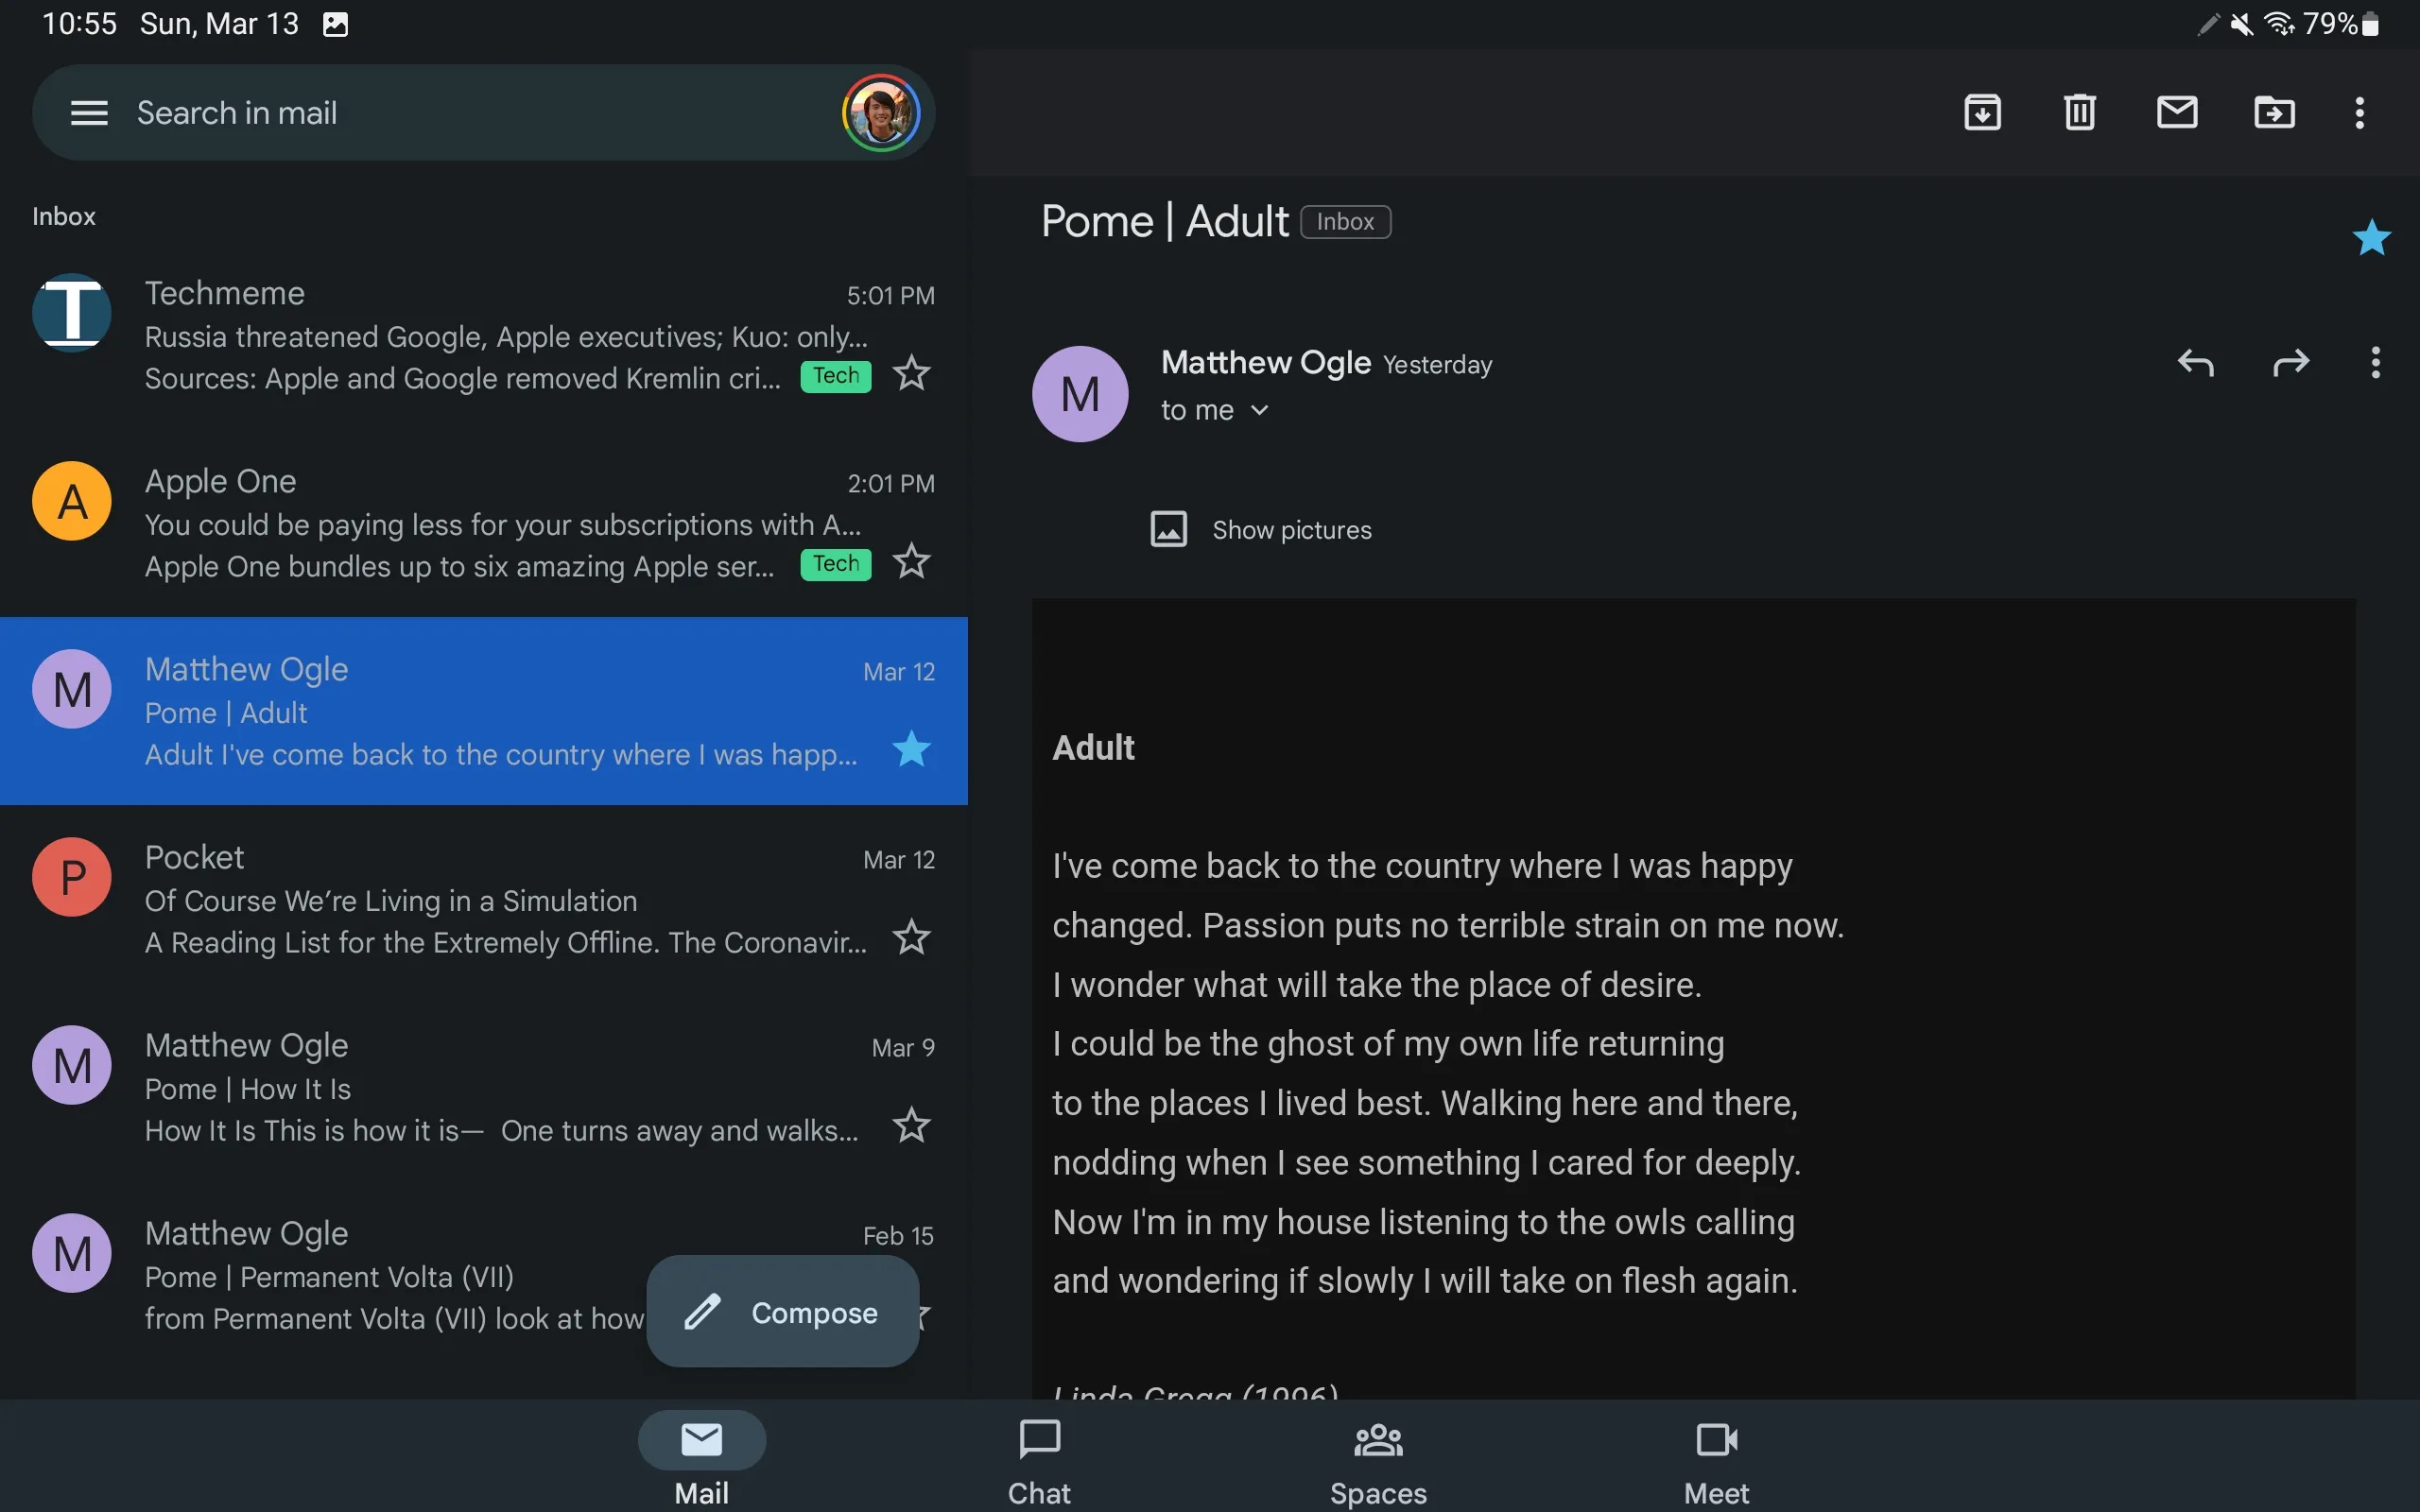 10:55 Sun, Mar 13
79%
Search in mail
Inbox
T
Techmeme
5:01 PM
Russia threatened Google, Apple executives; Kuo: only...
Sources: Apple and Google removed Kremlin cri...
Tech
A
Apple One
2:01 PM
You could be paying less for your subscriptions with A...
Apple One bundles up to six amazing Apple ser...
Tech
M
Matthew Ogle
Mar 12
Pome | Adult
Adult I've come back to the country where I was happ...
P
Pocket
Mar 12
Of Course We’re Living in a Simulation
A Reading List for the Extremely Offline. The Coronavir...
M
Matthew Ogle
Mar 9
Pome | How It Is
How It Is This is how it is— One turns away and walks...
M
Matthew Ogle
Feb 15
Pome | Permanent Volta (VII)
from Permanent Volta (VII) look at how
Compose
Pome | Adult
Inbox
M
Matthew Ogle Yesterday
to me
Show pictures
Adult
I've come back to the country where I was happy
changed. Passion puts no terrible strain on me now.
I wonder what will take the place of desire.
I could be the ghost of my own life returning
to the places I lived best. Walking here and there,
nodding when I see something I cared for deeply.
Now I'm in my house listening to the owls calling
and wondering if slowly I will take on flesh again.
Linda Gregg (1996)
Mail
Chat
Spaces
Meet